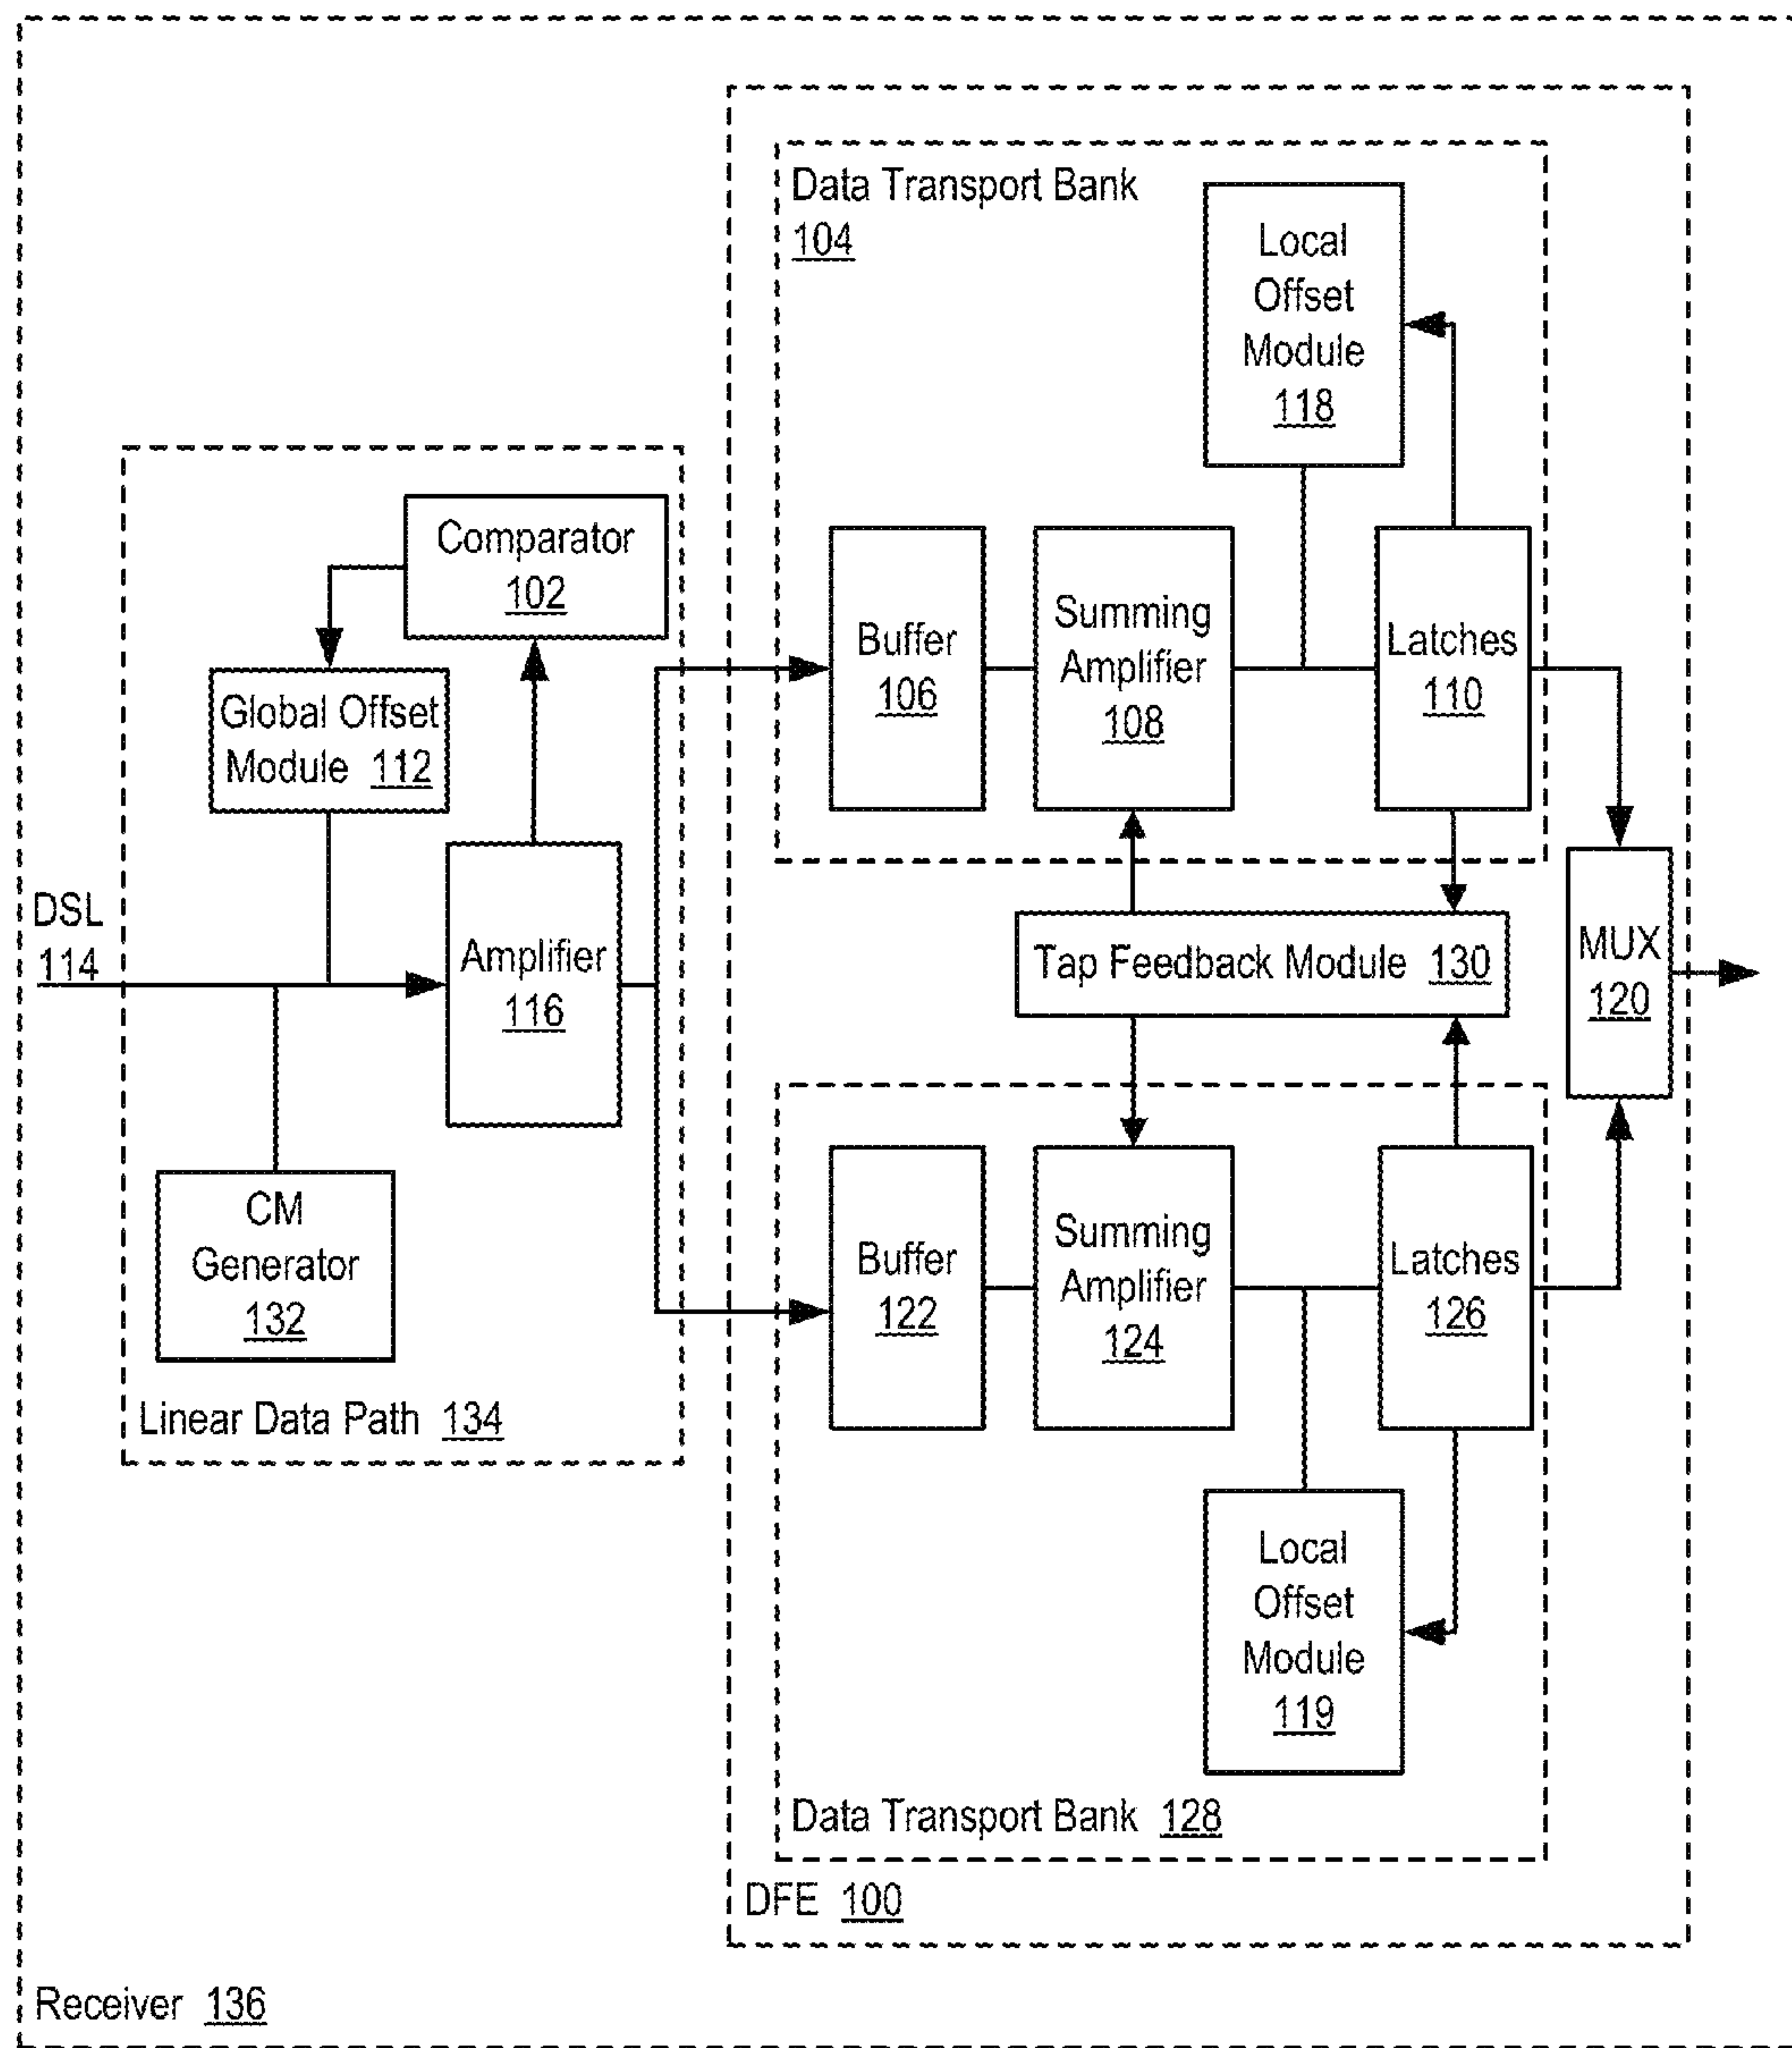 Data Transport Bank
104
Local
Offset
Module
118
Comparator
102
Buffer
106
Summing
Amplifier
108
Latches
110
Global Offset
Module 112
DSL
114
Amplifier
116
Tap Feedback Module 130
MUX
120
CM
Generator
132
Buffer
122
Summing
Amplifier
124
Latches
126
Linear Data Path 134
Local
Offset
Module
119
Data Transport Bank 128
DFE 100
Receiver 136